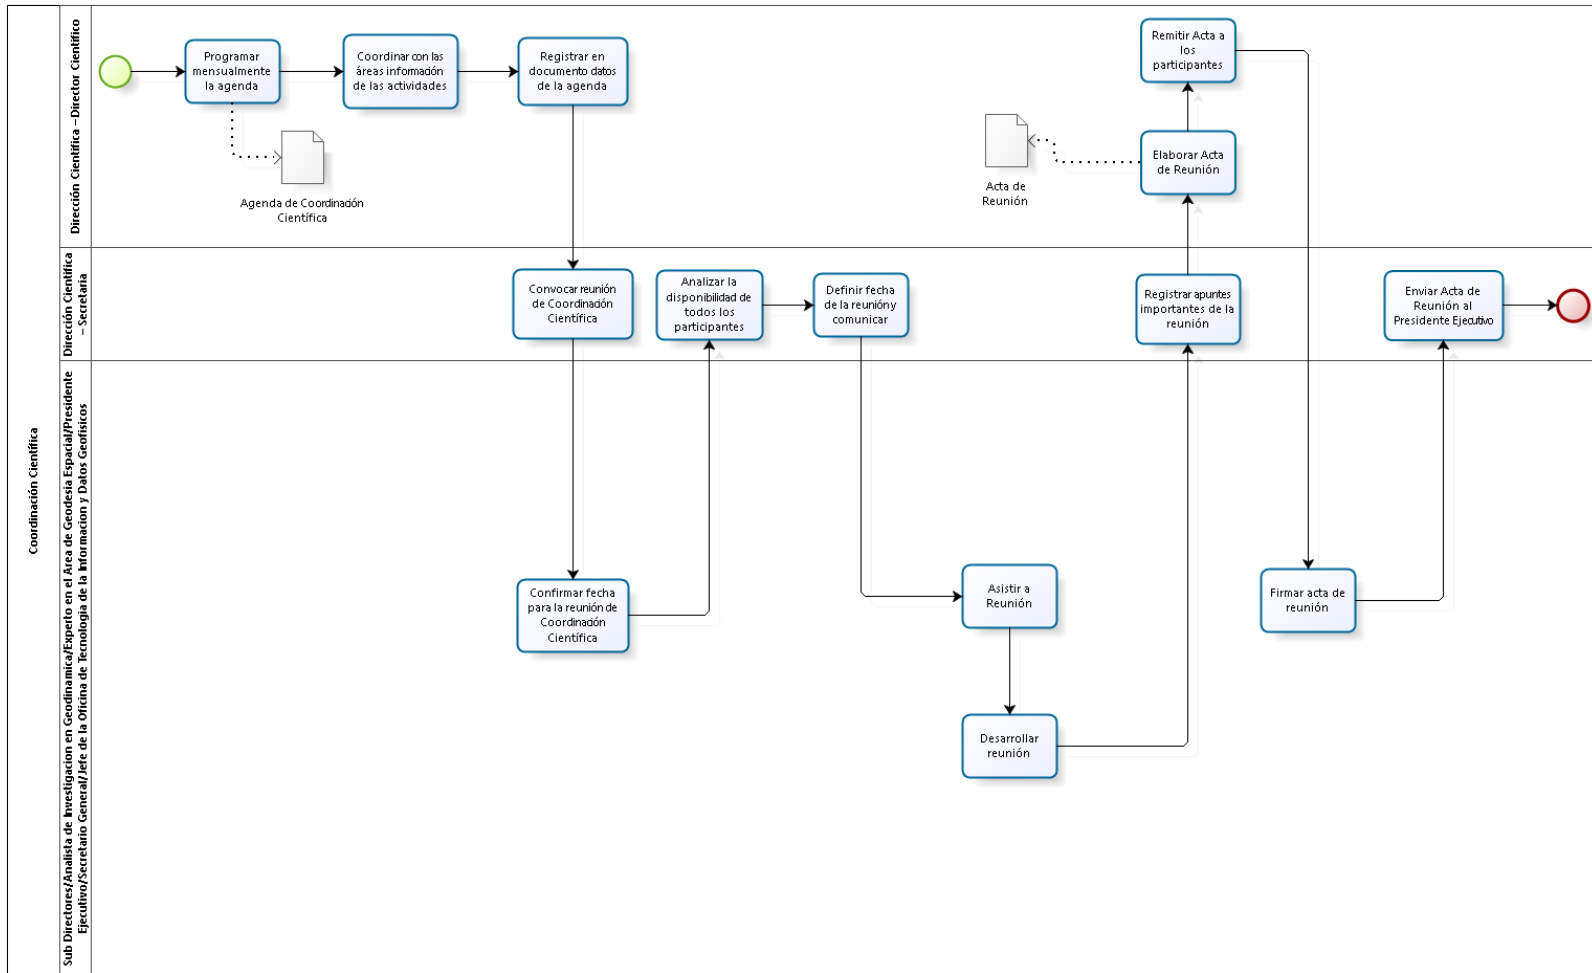 Coordinación Científica
Dirección Científica – Director Científico
Programar
mensualmente
la agenda
Coordinar con las
áreas información
de las actividades
Registrar en
documento datos
de la agenda
Agenda de Coordinación
Científica
Remitir Acta a
los
participantes
Elaborar Acta
de Reunión
Acta de
Reunión
Dirección Científica
– Secretaria
Convocar reunión
de Coordinación
Científica
Analizar la
disponibilidad de
todos los
participantes
Definir fecha
de la reunión y
comunicar
Registrar apuntes
importantes de la
reunión
Enviar Acta de
Reunión al
Presidente Ejecutivo
Sub Directores/Analista de Investigacion en Geodinamica/Experto en el Area de Geodesia Espacial/Presidente
Ejecutivo/Secretario General/Jefe de la Oficina de Tecnologia de la Informacion y Datos Geofisicos
Confirmar fecha
para la reunión de
Coordinación
Científica
Asistir a
Reunión
Desarrollar
reunión
Firmar acta de
reunión